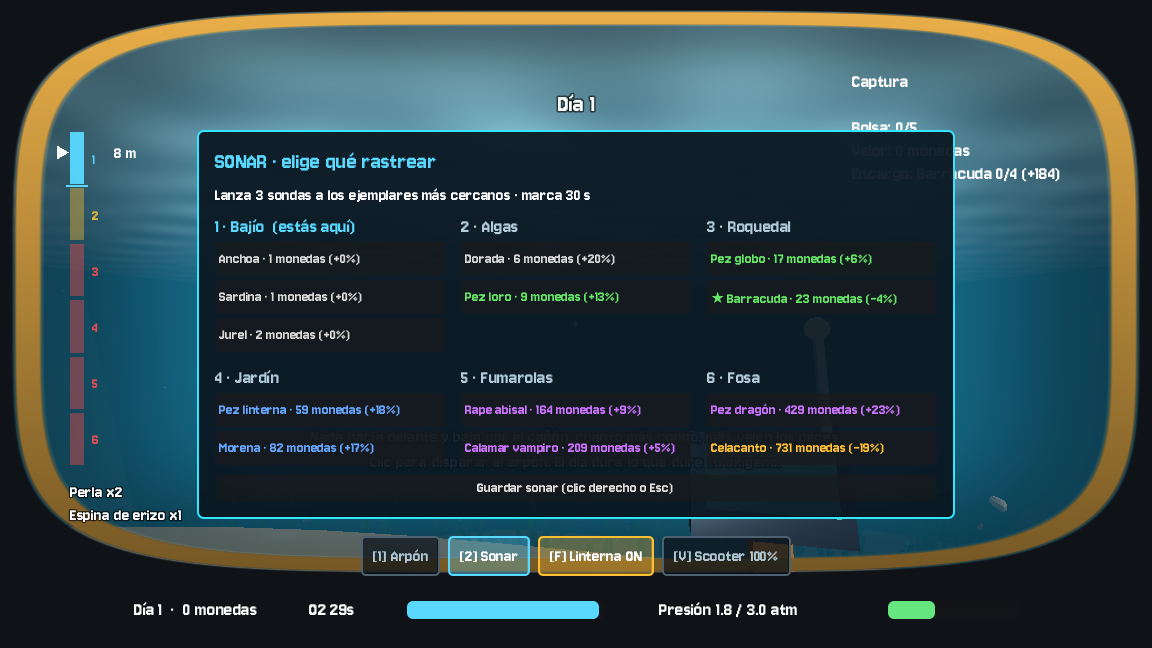 Captura
Día 1
Bolsa: 0/5
Valor: 0 monedas
Encargo: Barracuda 0/4 (+184)
1
8 m
2
3
4
5
6
SONAR · elige qué rastrear
Lanza 3 sondas a los ejemplares más cercanos · marca 30 s
1 · Bajío (estás aquí)
Anchoa · 1 monedas (+0%)
Sardina · 1 monedas (+0%)
Jurel · 2 monedas (+0%)
2 · Algas
Dorada · 6 monedas (+20%)
Pez loro · 9 monedas (+13%)
3 · Roquedal
Pez globo · 17 monedas (+6%)
★ Barracuda · 23 monedas (-4%)
4 · Jardín
Pez linterna · 59 monedas (+18%)
Morena · 82 monedas (+17%)
5 · Fumarolas
Rape abisal · 164 monedas (+9%)
Calamar vampiro · 209 monedas (+5%)
6 · Fosa
Pez dragón · 429 monedas (+23%)
Celacanto · 731 monedas (-19%)
Guardar sonar (clic derecho o Esc)
Perla x2
Espina de erizo x1
[1] Arpón
[2] Sonar
[F] Linterna ON
[V] Scooter 100%
Día 1 · 0 monedas
O2 29s
Presión 1.8 / 3.0 atm